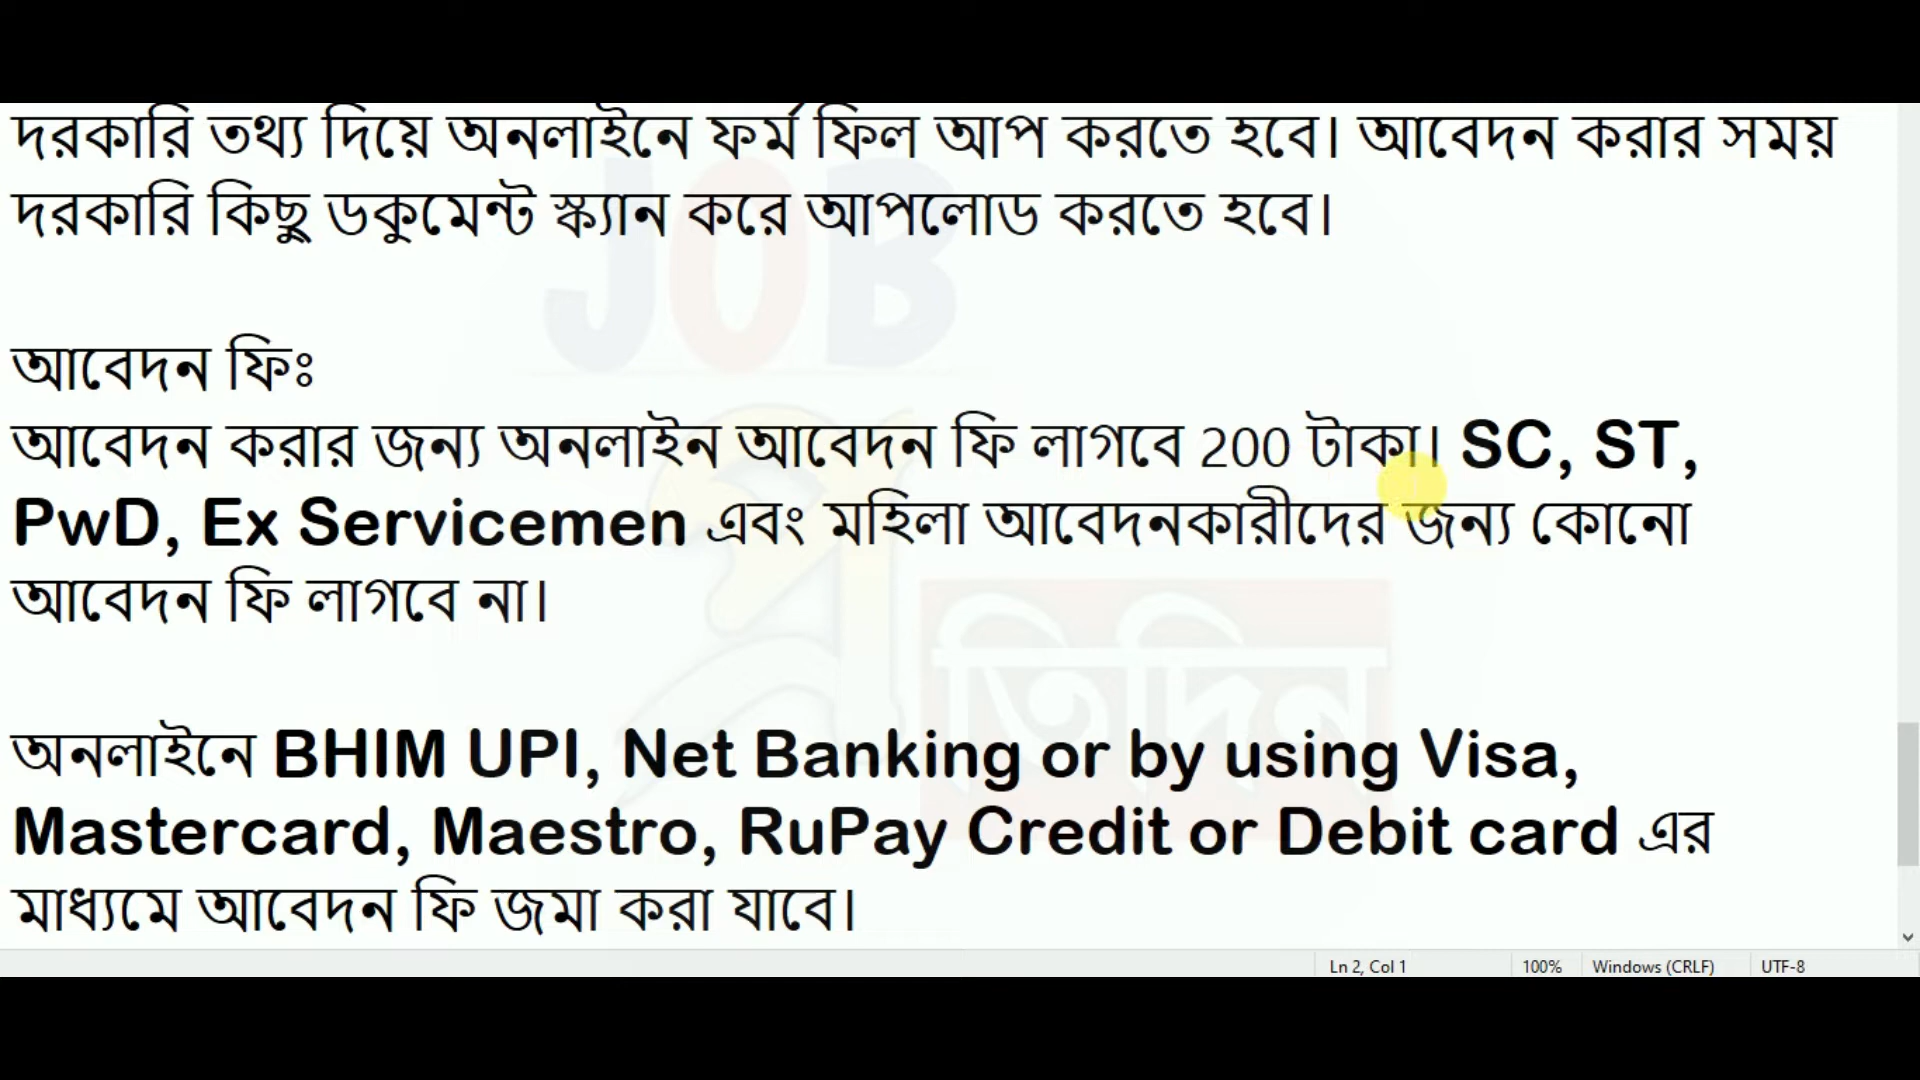 দরকারি তথ্য দিয়ে অনলাইনে ফর্ম ফিল আপ করতে হবে। আবেদন করার সময়
দরকারি কিছু ডকুমেন্ট স্ক্যান করে আপলোড করতে হবে।
আবেদন ফিঃ
আবেদন করার জন্য অনলাইন আবেদন ফি লাগবে 200 টাকা। SC, ST,
PwD, Ex Servicemen এবং মহিলা আবেদনকারীদের জন্য কোনো
আবেদন ফি লাগবে না।
অনলাইনে BHIM UPI, Net Banking or by using Visa,
Mastercard, Maestro, RuPay Credit or Debit card এর
মাধ্যমে আবেদন ফি জমা করা যাবে।
JOB
প্রতিদিন
Ln 2, Col 1 100% Windows (CRLF) UTF-8